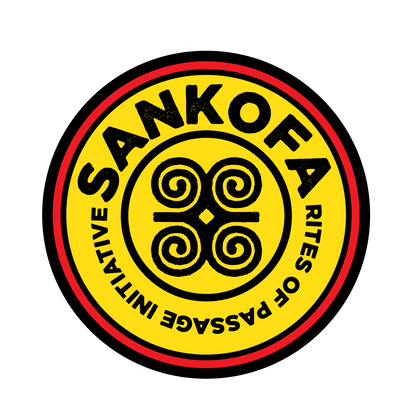 SANKOFA
RITES OF PASSAGE INITIATIVE